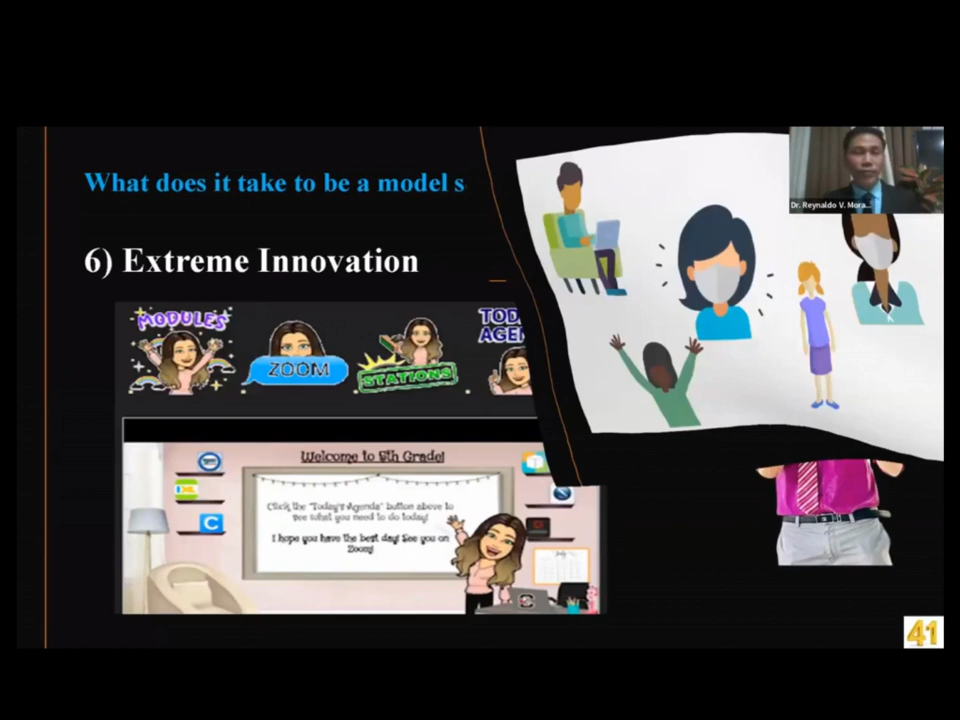 What does it take to be a model s
Dr. Reynaldo V. Mora...
6) Extreme Innovation
MODULES
ZOOM
STATIONS
TOD
AGE
Welcome to 5th Grade!
Click the "Today's Agenda" button above to
see what you need to do today!
I hope you have the best day! See you on
Zoom!
C
S
41